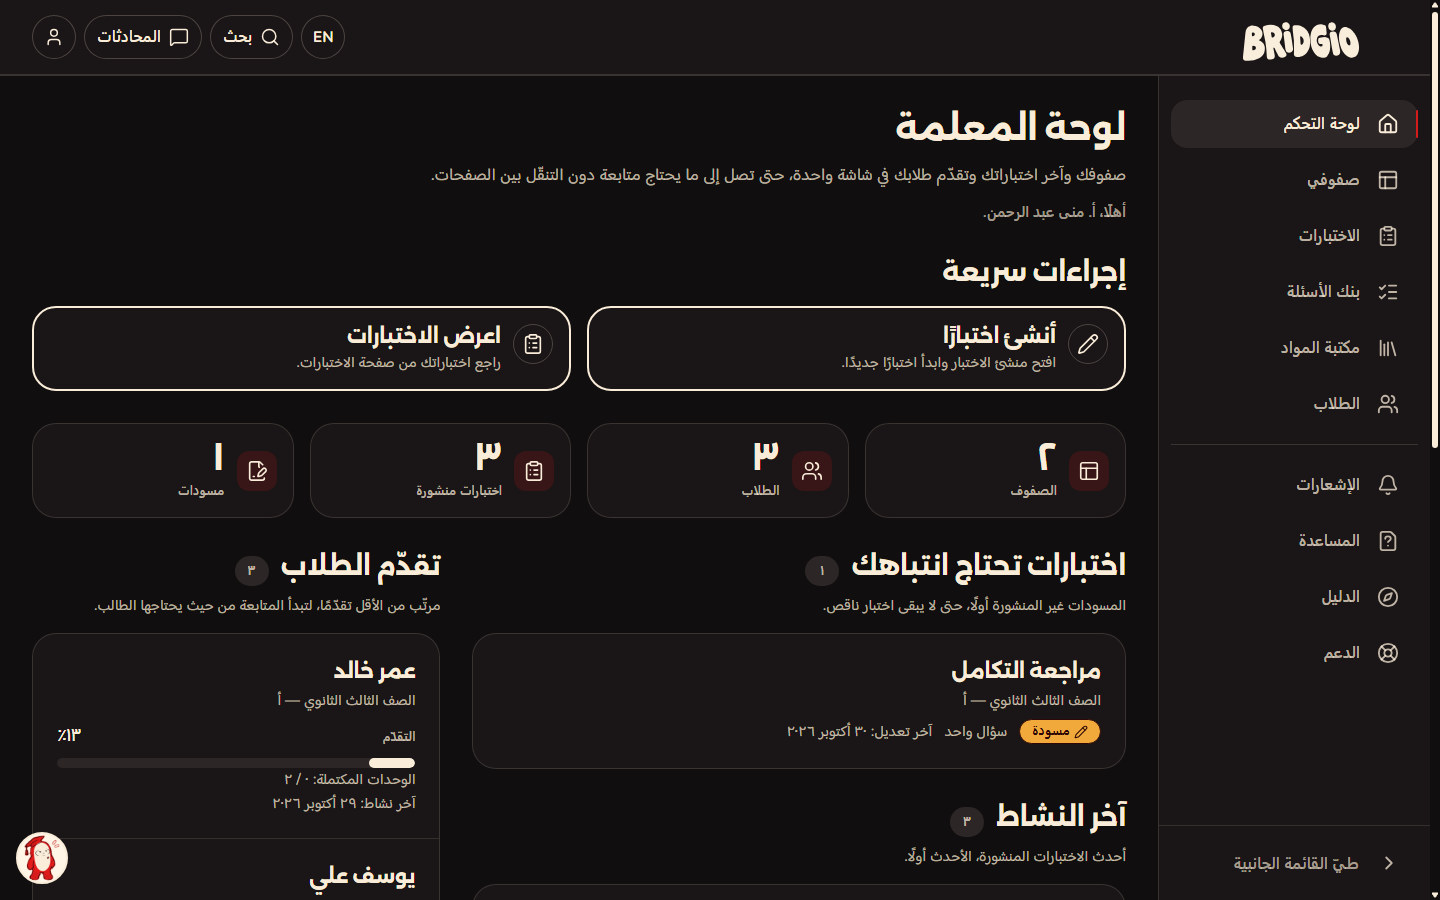 BRiDGiO
EN
بحث
المحادثات
لوحة التحكم
صفوفي
الاختبارات
بنك الأسئلة
مكتبة المواد
الطلاب
الإشعارات
المساعدة
الدليل
الدعم
طيّ القائمة الجانبية
لوحة المعلمة
صفوفك وآخر اختباراتك وتقدّم طلابك في شاشة واحدة، حتى تصل إلى ما يحتاج متابعة دون التنقّل بين الصفحات.
أهلًا، أ. منى عبد الرحمن.
إجراءات سريعة
أنشئ اختبارًا
افتح منشئ الاختبار وابدأ اختبارًا جديدًا.
اعرض الاختبارات
راجع اختباراتك من صفحة الاختبارات.
٢
الصفوف
٣
الطلاب
٣
اختبارات منشورة
١
مسودات
اختبارات تحتاج انتباهك ١
المسودات غير المنشورة أولًا، حتى لا يبقى اختبار ناقص.
مراجعة التكامل
الصف الثالث الثانوي — أ
مسودة سؤال واحد آخر تعديل: ٣٠ أكتوبر ٢٠٢٦
آخر النشاط ٣
أحدث الاختبارات المنشورة، الأحدث أولًا.
تقدّم الطلاب ٣
مرتّب من الأقل تقدّمًا، لتبدأ المتابعة من حيث يحتاجها الطالب.
عمر خالد
الصف الثالث الثانوي — أ
التقدّم ١٣٪
الوحدات المكتملة: ٠ / ٢
آخر نشاط: ٢٩ أكتوبر ٢٠٢٦
يوسف علي